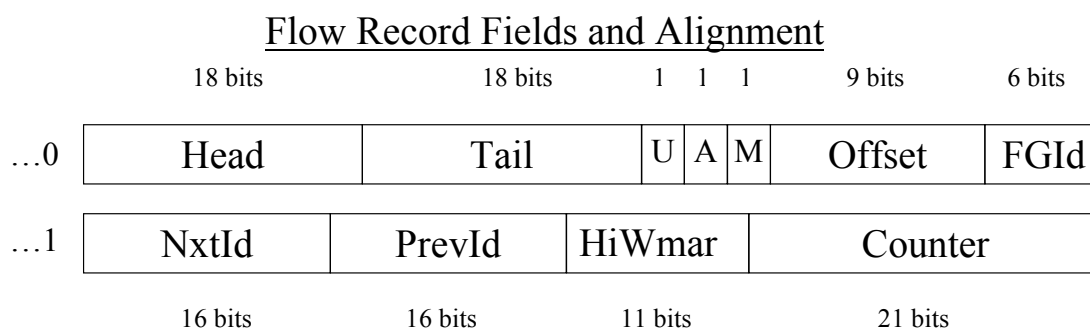 Flow Record Fields and Alignment
18 bits 18 bits 1 1 1 9 bits 6 bits
…0 Head Tail U A M Offset FGId
…1 NxtId PrevId HiWmar Counter
16 bits 16 bits 11 bits 21 bits